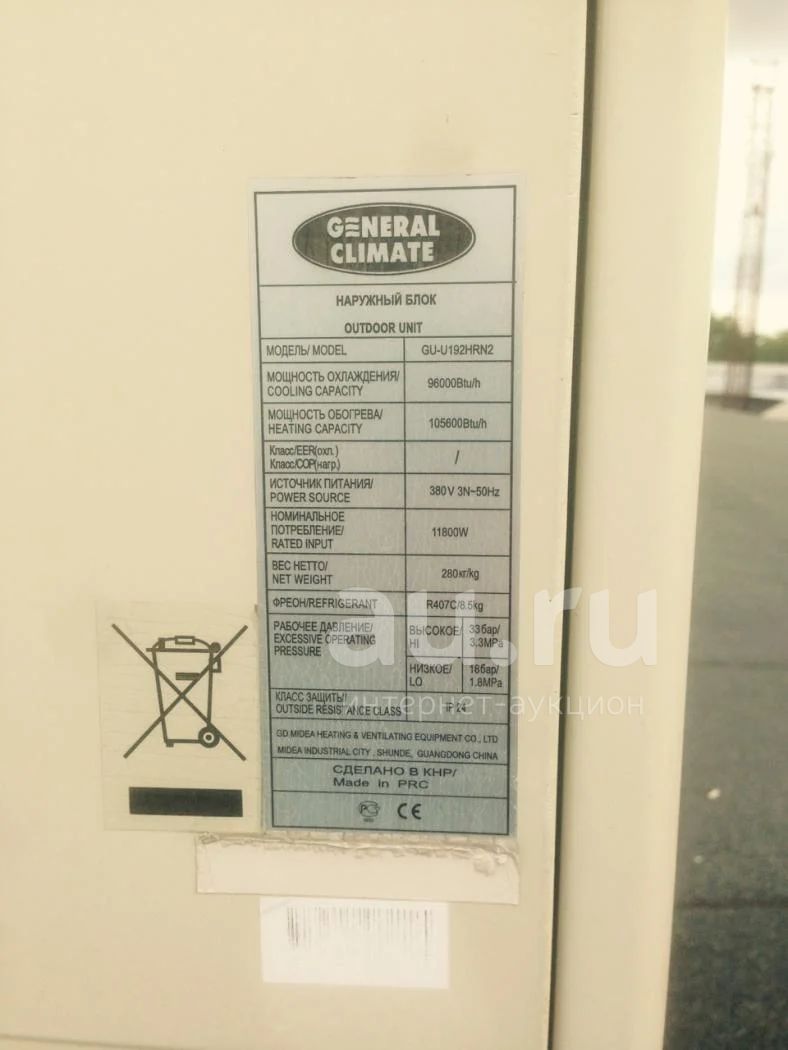 GENERAL
CLIMATE
НАРУЖНЫЙ БЛОК
OUTDOOR UNIT
МОДЕЛЬ/ MODEL GU-U192HRN2
МОЩНОСТЬ ОХЛАЖДЕНИЯ/
COOLING CAPACITY 96000Btu/h
МОЩНОСТЬ ОБОГРЕВА/
HEATING CAPACITY 105600Btu/h
Класс/EER(охл.)
Класс/COP(нагр.) /
ИСТОЧНИК ПИТАНИЯ/
POWER SOURCE 380V 3N~50Hz
НОМИНАЛЬНОЕ
ПОТРЕБЛЕНИЕ/
RATED INPUT 11800W
ВЕС НЕТТО/
NET WEIGHT 280кг/kg
ФРЕОН/REFRIGERANT R407C/8.5kg
РАБОЧЕЕ ДАВЛЕНИЕ/
EXCESSIVE OPERATING
PRESSURE
ВЫСОКОЕ/
HI
33бар/
3.3MPa
НИЗКОЕ/
LO
18бар/
1.8MPa
КЛАСС ЗАЩИТЫ/
OUTSIDE RESISTANCE CLASS IP 24
GD MIDEA HEATING & VENTILATING EQUIPMENT CO., LTD
MIDEA INDUSTRIAL CITY , SHUNDE, GUANGDONG CHINA
СДЕЛАНО В КНР/
Made in PRC
CE
au.ru
интернет-аукцион